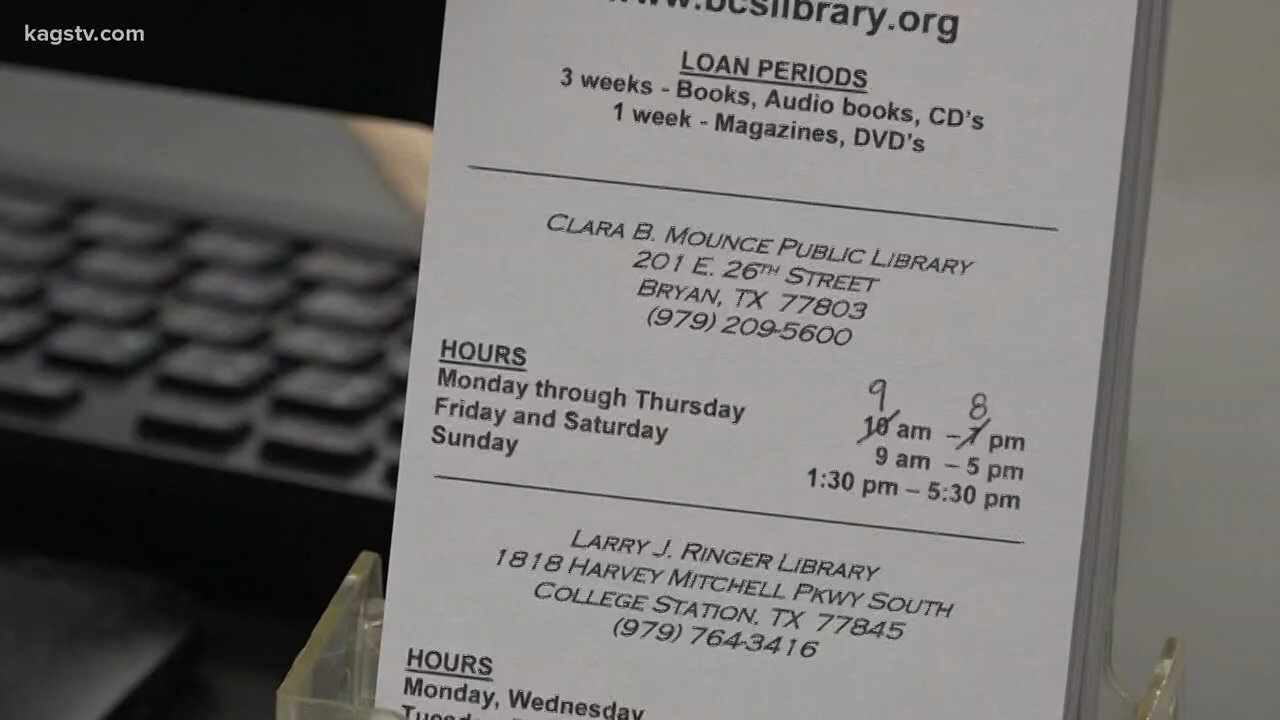 kagstv.com
www.bcslibrary.org
LOAN PERIODS
3 weeks - Books, Audio books, CD's
1 week - Magazines, DVD's
CLARA B. MOUNCE PUBLIC LIBRARY
201 E. 26TH STREET
BRYAN, TX 77803
(979) 209-5600
HOURS
9 8
Monday through Thursday 10 am – 7 pm
Friday and Saturday 9 am – 5 pm
Sunday 1:30 pm – 5:30 pm
LARRY J. RINGER LIBRARY
1818 HARVEY MITCHELL PKWY SOUTH
COLLEGE STATION, TX 77845
(979) 764-3416
HOURS
Monday, Wednesday